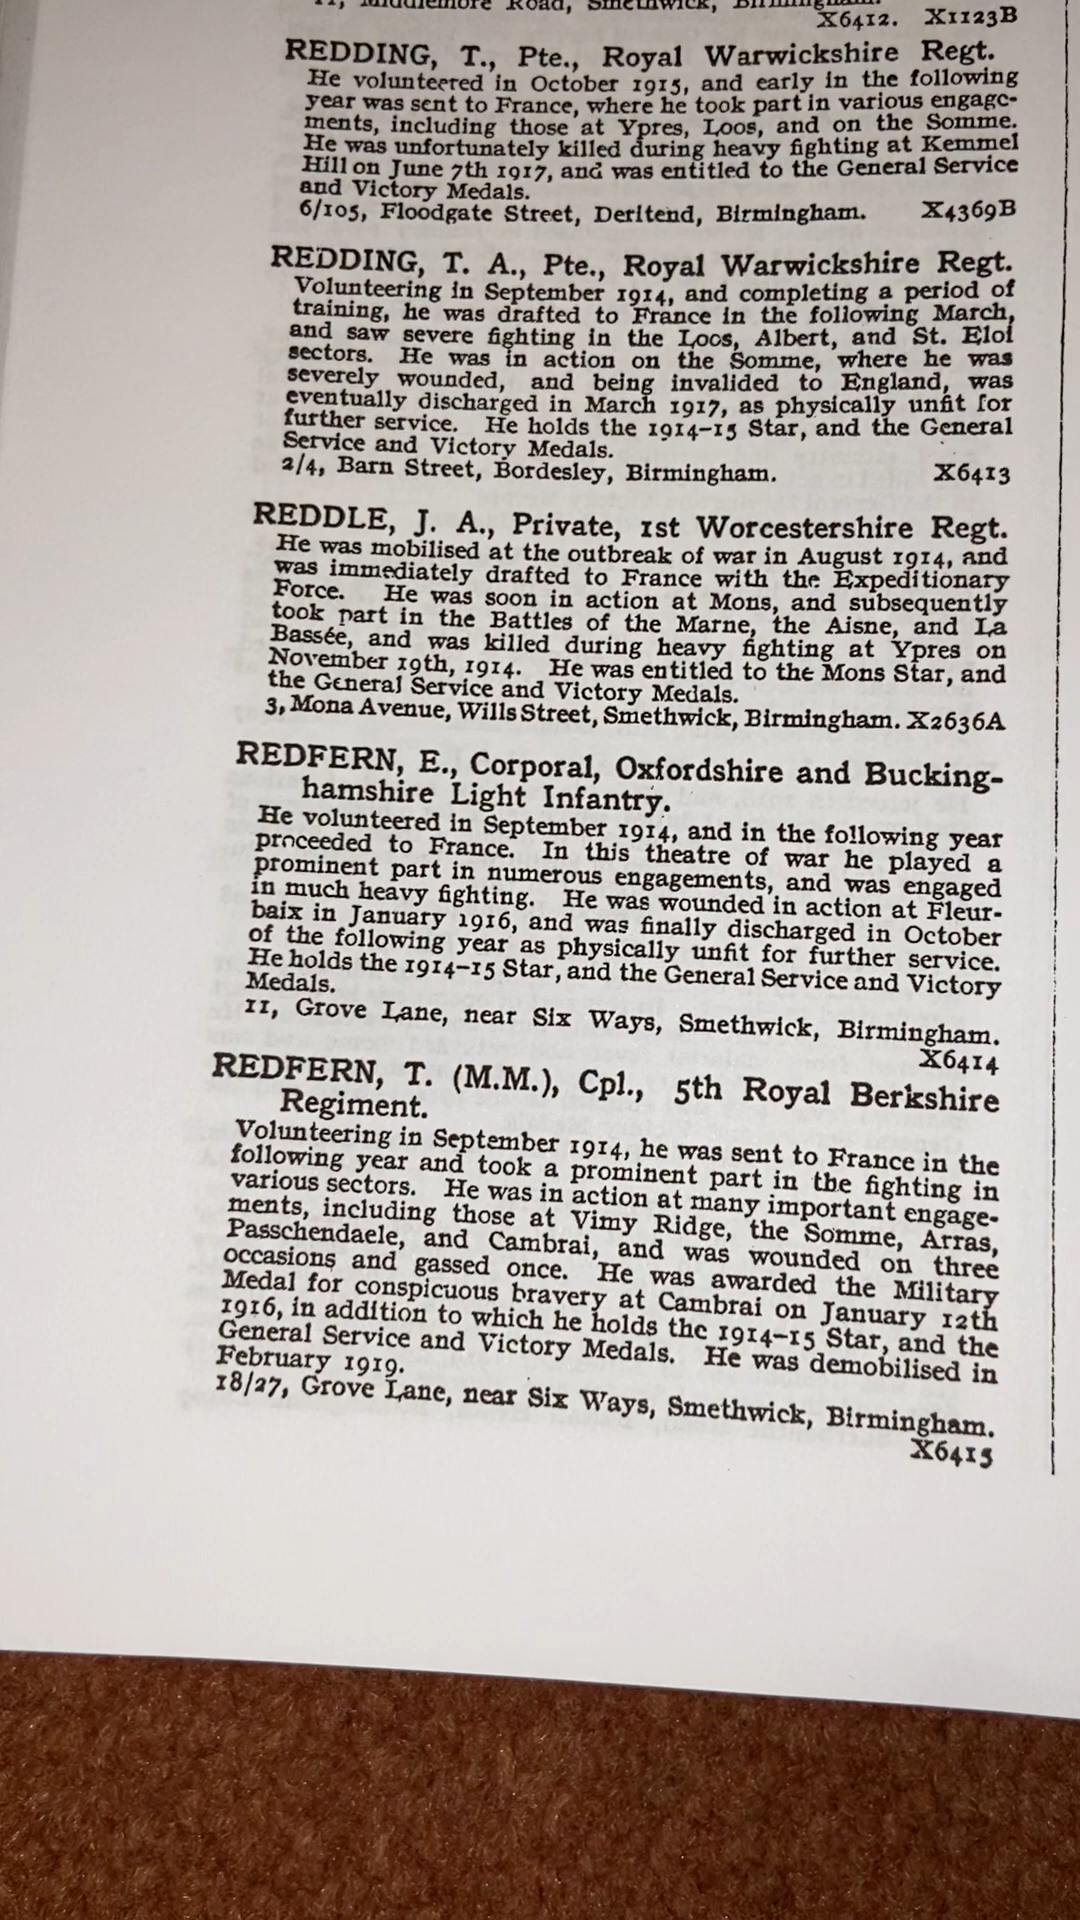 11, Middlemore Road, Smethwick, Birmingham.
X6412. X1123B
REDDING, T., Pte., Royal Warwickshire Regt.
He volunteered in October 1915, and early in the following
year was sent to France, where he took part in various engage-
ments, including those at Ypres, Loos, and on the Somme.
He was unfortunately killed during heavy fighting at Kemmel
Hill on June 7th 1917, and was entitled to the General Service
and Victory Medals.
6/105, Floodgate Street, Deritend, Birmingham. X4369B
REDDING, T. A., Pte., Royal Warwickshire Regt.
Volunteering in September 1914, and completing a period of
training, he was drafted to France in the following March,
and saw severe fighting in the Loos, Albert, and St. Eloi
sectors. He was in action on the Somme, where he was
severely wounded, and being invalided to England, was
eventually discharged in March 1917, as physically unfit for
further service. He holds the 1914-15 Star, and the General
Service and Victory Medals.
2/4, Barn Street, Bordesley, Birmingham. X6413
REDDLE, J. A., Private, 1st Worcestershire Regt.
He was mobilised at the outbreak of war in August 1914, and
was immediately drafted to France with the Expeditionary
Force. He was soon in action at Mons, and subsequently
took part in the Battles of the Marne, the Aisne, and La
Bassée, and was killed during heavy fighting at Ypres on
November 19th, 1914. He was entitled to the Mons Star, and
the General Service and Victory Medals.
3, Mona Avenue, Wills Street, Smethwick, Birmingham. X2636A
REDFERN, E., Corporal, Oxfordshire and Bucking-
hamshire Light Infantry.
He volunteered in September 1914, and in the following year
proceeded to France. In this theatre of war he played a
prominent part in numerous engagements, and was engaged
in much heavy fighting. He was wounded in action at Fleur-
baix in January 1916, and was finally discharged in October
of the following year as physically unfit for further service.
He holds the 1914-15 Star, and the General Service and Victory
Medals.
11, Grove Lane, near Six Ways, Smethwick, Birmingham.
X6414
REDFERN, T. (M.M.), Cpl., 5th Royal Berkshire
Regiment.
Volunteering in September 1914, he was sent to France in the
following year and took a prominent part in the fighting in
various sectors. He was in action at many important engage-
ments, including those at Vimy Ridge, the Somme, Arras,
Passchendaele, and Cambrai, and was wounded on three
occasions and gassed once. He was awarded the Military
Medal for conspicuous bravery at Cambrai on January 12th
1916, in addition to which he holds the 1914-15 Star, and the
General Service and Victory Medals. He was demobilised in
February 1919.
18/27, Grove Lane, near Six Ways, Smethwick, Birmingham.
X6415